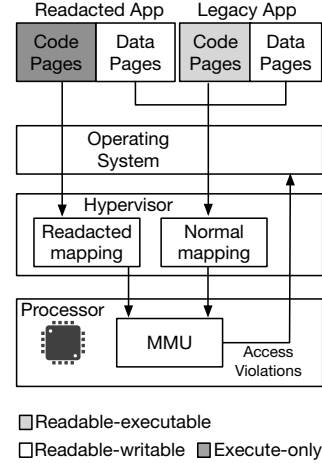 Readacted App Legacy App
Code Pages
Data Pages
Code Pages
Data Pages
Operating System
Hypervisor
Readacted mapping
Normal mapping
Processor
MMU
Access Violations
Readable-executable
Readable-writable Execute-only